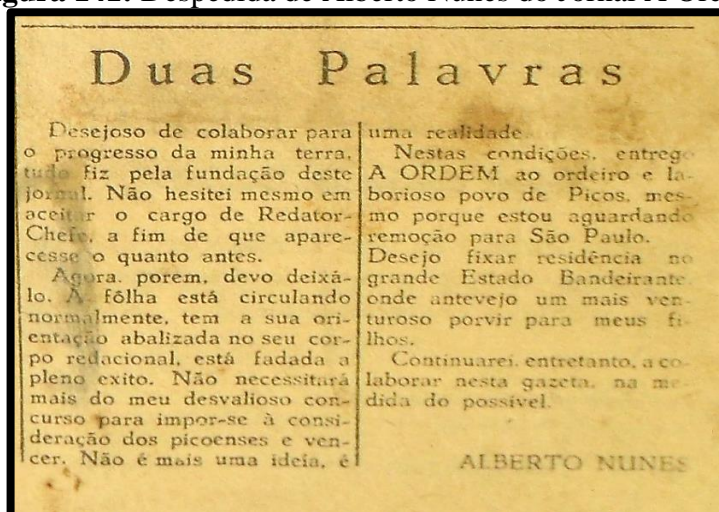 Despedida de Alberto Nunes do Jornal A
Duas Palavras
Desejoso de colaborar para
o progresso da minha terra,
tudo fiz pela fundação deste
jornal. Não hesitei mesmo em
aceitar o cargo de Redator-
Chefe, a fim de que apare-
cesse o quanto antes.
Agora, porem, devo deixá-
lo. A fôlha está circulando
normalmente, tem a sua ori-
entação abalizada no seu cor-
po redacional, está fadada a
pleno exito. Não necessitará
mais do meu desvalioso con-
curso para impor-se à consi-
deração dos picoenses e ven-
cer. Não é mais uma ideia, é
uma realidade.
Nestas condições, entrego
A ORDEM ao ordeiro e la-
borioso povo de Picos, mes-
mo porque estou aguardando
remoção para São Paulo.
Desejo fixar residência no
grande Estado Bandeirante,
onde antevejo um mais ven-
turoso porvir para meus fi-
lhos.
Continuarei, entretanto, a co-
laborar nesta gazeta, na me-
dida do possivel.
ALBERTO NUNES